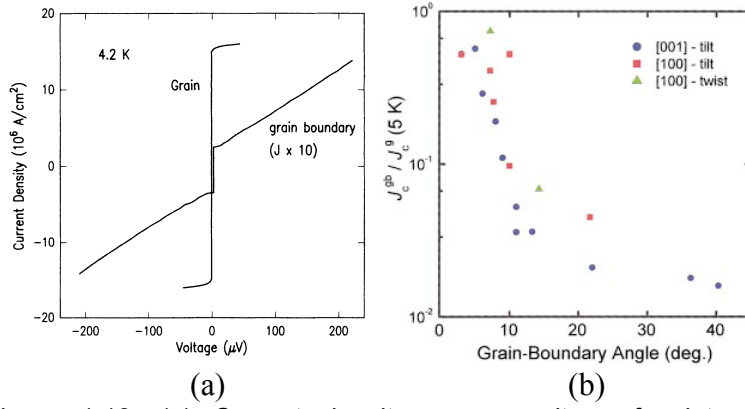 4.2 K
Grain
grain boundary
(J x 10)
Current Density (10⁶ A/cm²)
20
10
0
−10
−20
−200
−100
0
100
200
Voltage (μV)
(a)
[001] - tilt
[100] - tilt
[100] - twist
J_c^gb / J_c^g (5 K)
10⁰
10⁻¹
10⁻²
0
10
20
30
40
Grain-Boundary Angle (deg.)
(b)